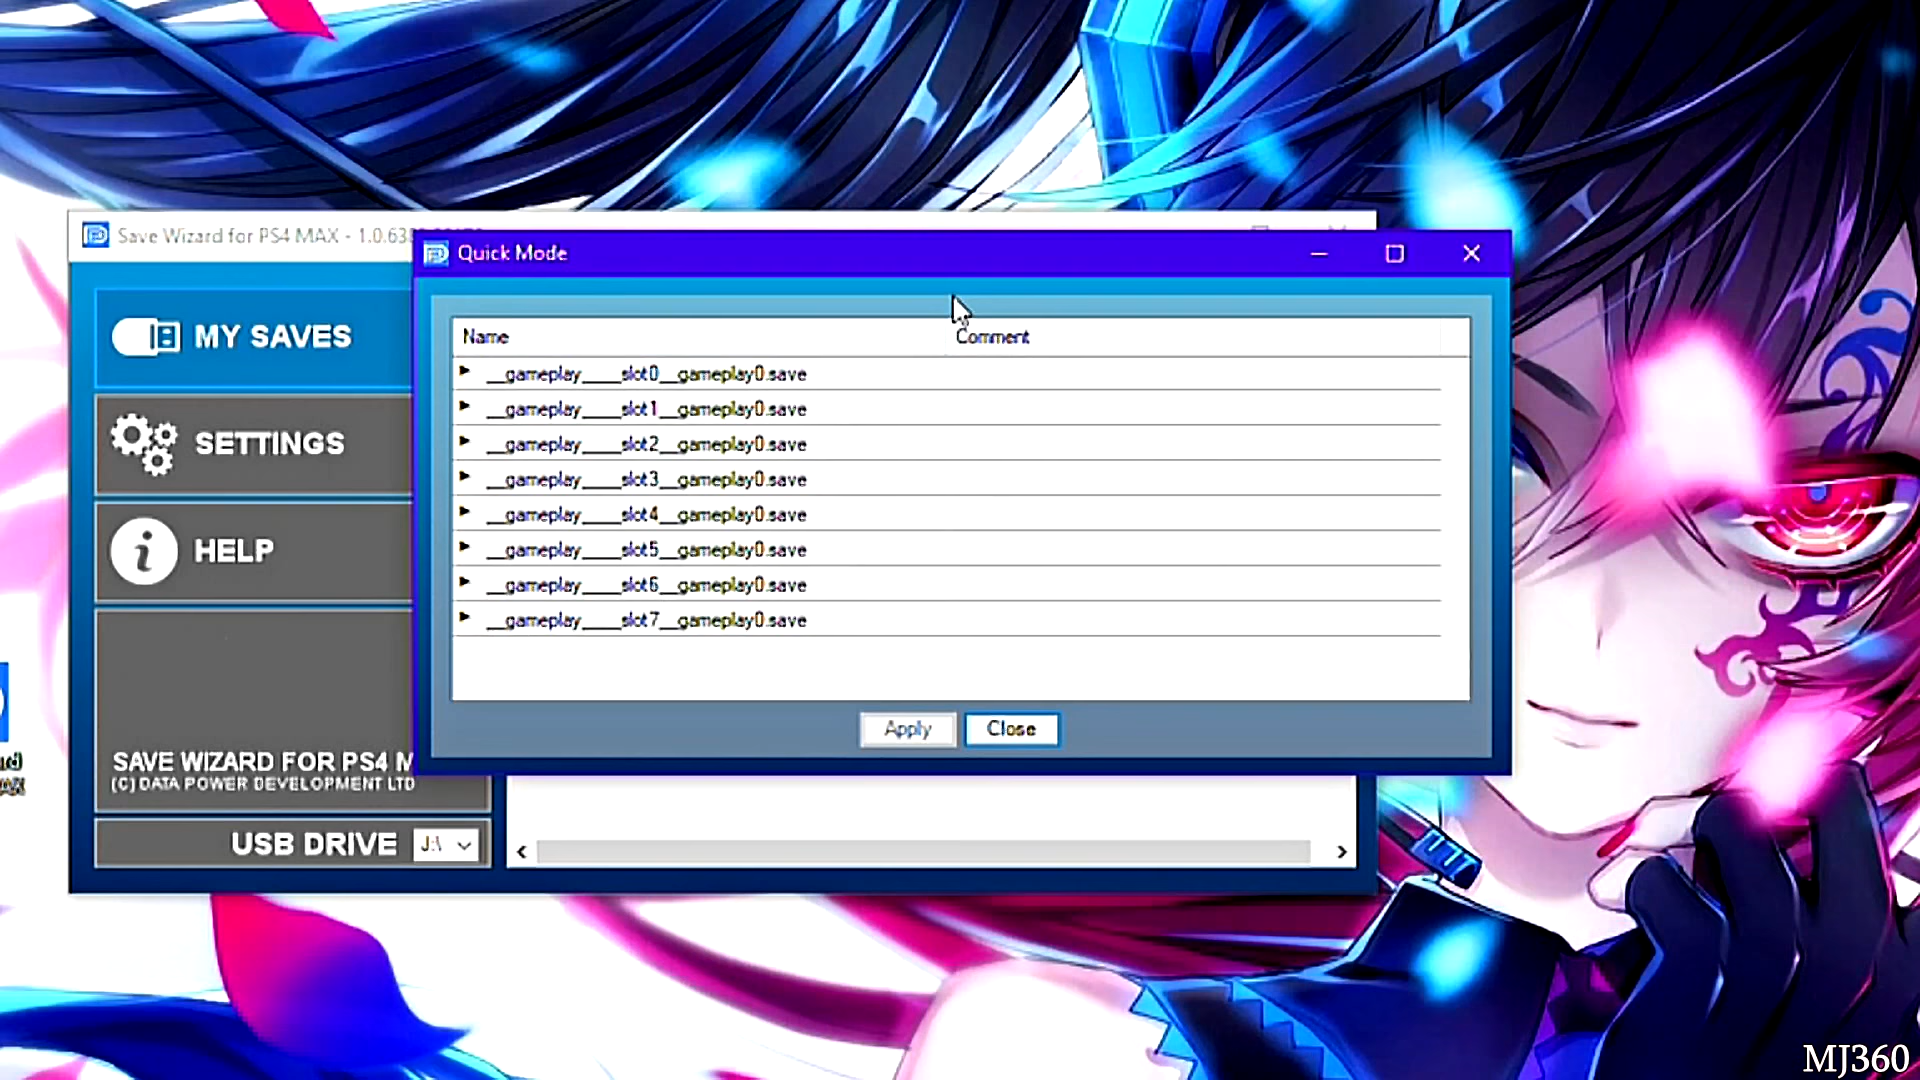 Save Wizard for PS4 MAX - 1.0.63
Quick Mode
MY SAVES
SETTINGS
HELP
Name Comment
__gameplay____slot0__gameplay0.save
__gameplay____slot1__gameplay0.save
__gameplay____slot2__gameplay0.save
__gameplay____slot3__gameplay0.save
__gameplay____slot4__gameplay0.save
__gameplay____slot5__gameplay0.save
__gameplay____slot6__gameplay0.save
__gameplay____slot7__gameplay0.save
Apply Close
SAVE WIZARD FOR PS4 M
(C) DATA POWER DEVELOPMENT LTD
USB DRIVE J:\
MJ360